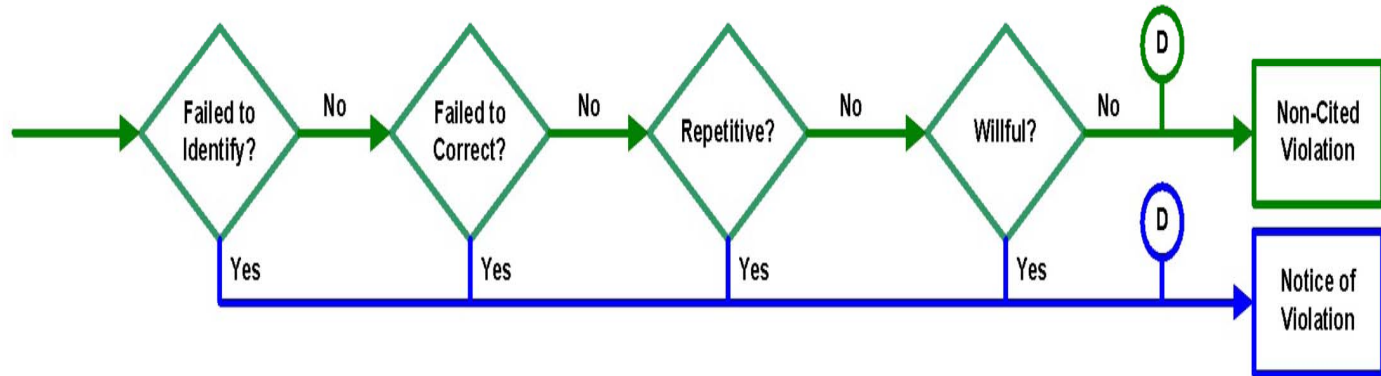 D
Failed to
Identify?
No
Failed to
Correct?
No
Repetitive?
No
Willful?
No
Non-Cited
Violation
D
Yes
Yes
Yes
Yes
Notice of
Violation